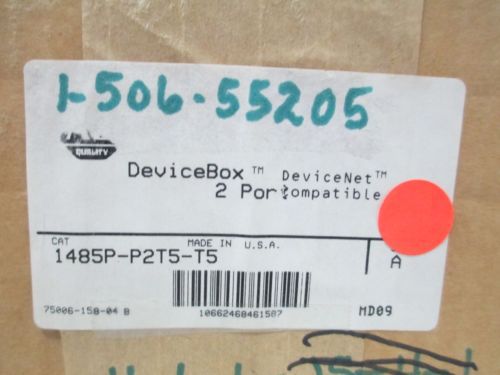 1-506-55205
QUALITY
DeviceBox™ DeviceNet™
2 Port Compatible
CAT MADE IN U.S.A.
1485P-P2T5-T5 A
75006-158-04 B 10662468461587 MD09